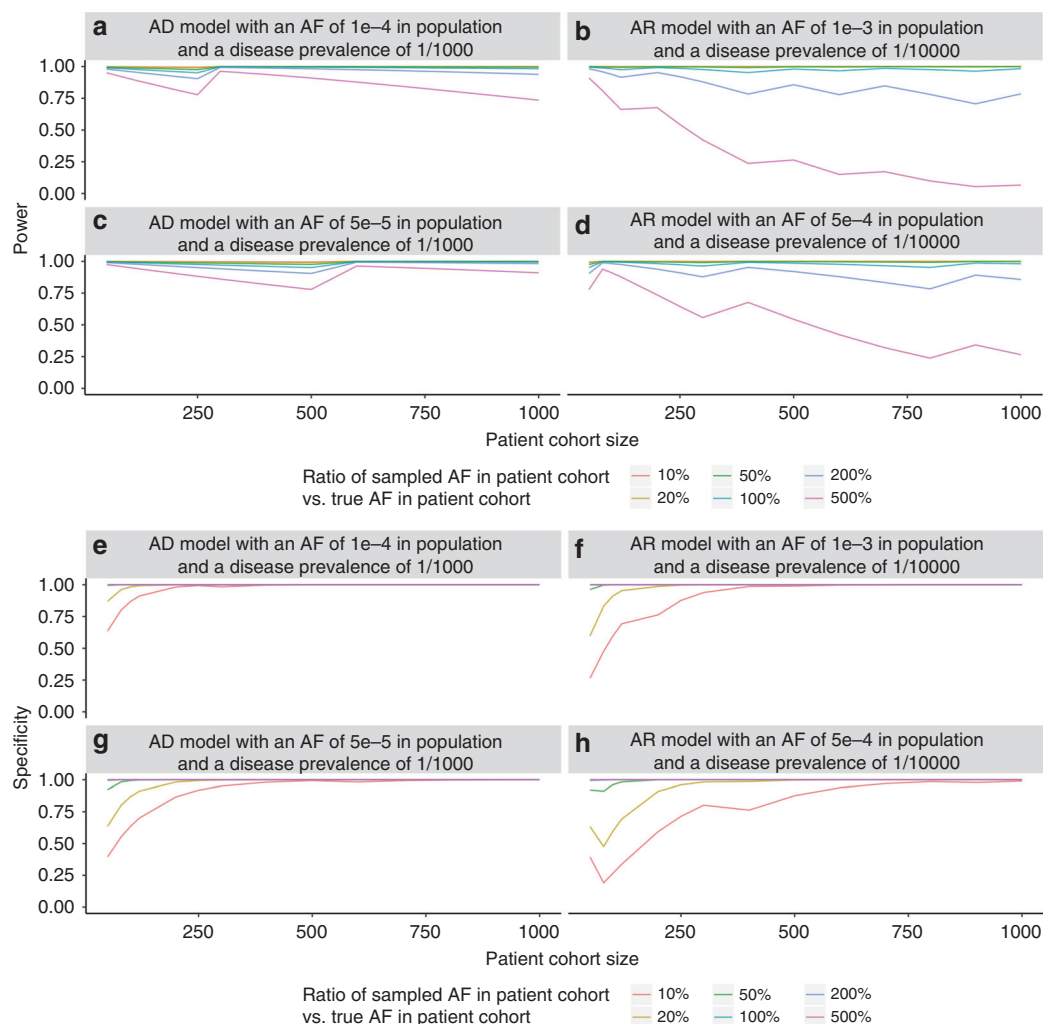 a
AD model with an AF of 1e–4 in population
and a disease prevalence of 1/1000
b
AR model with an AF of 1e–3 in population
and a disease prevalence of 1/10000
1.00
0.75
0.50
0.25
0.00
Power
c
AD model with an AF of 5e–5 in population
and a disease prevalence of 1/1000
d
AR model with an AF of 5e–4 in population
and a disease prevalence of 1/10000
1.00
0.75
0.50
0.25
0.00
250
500
750
1000
250
500
750
1000
Patient cohort size
Ratio of sampled AF in patient cohort
vs. true AF in patient cohort
10%
50%
200%
20%
100%
500%
e
AD model with an AF of 1e–4 in population
and a disease prevalence of 1/1000
f
AR model with an AF of 1e–3 in population
and a disease prevalence of 1/10000
1.00
0.75
0.50
0.25
0.00
Specificity
g
AD model with an AF of 5e–5 in population
and a disease prevalence of 1/1000
h
AR model with an AF of 5e–4 in population
and a disease prevalence of 1/10000
1.00
0.75
0.50
0.25
0.00
250
500
750
1000
250
500
750
1000
Patient cohort size
Ratio of sampled AF in patient cohort
vs. true AF in patient cohort
10%
50%
200%
20%
100%
500%